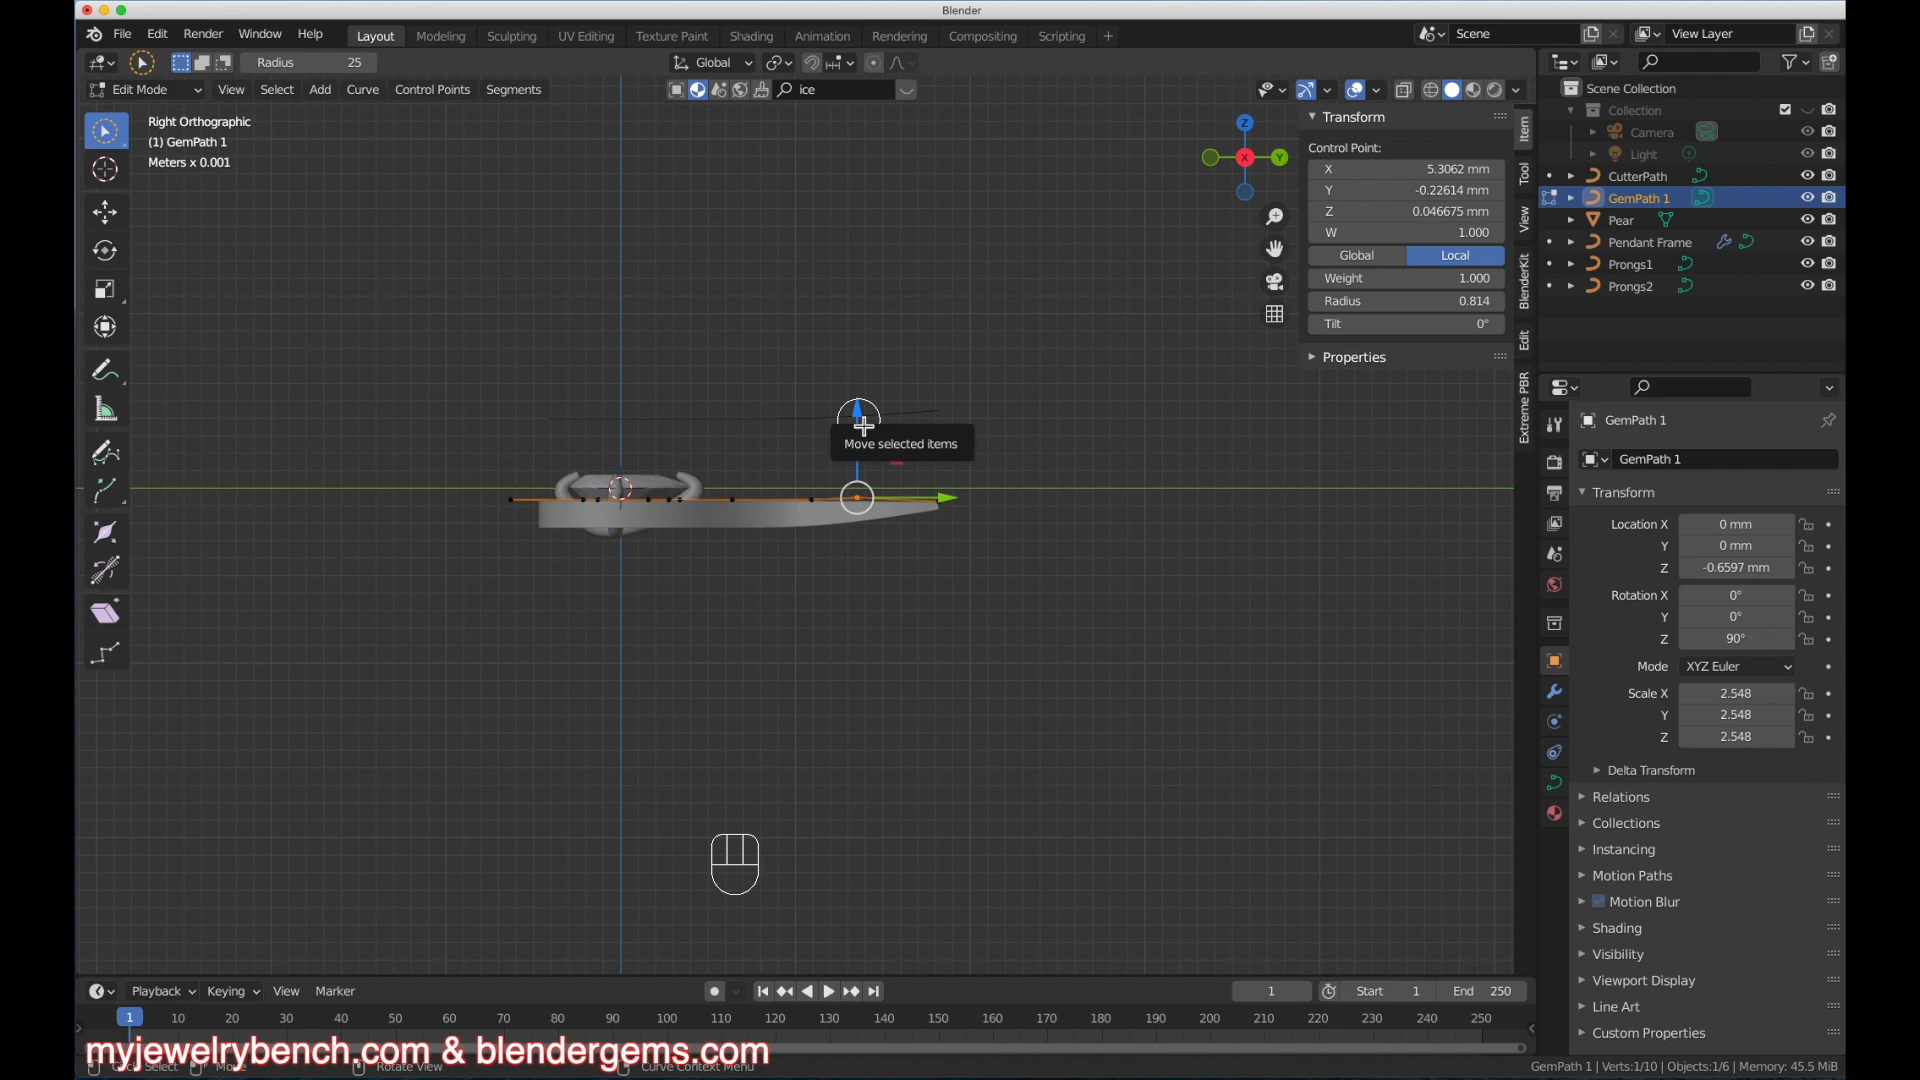 Blender
File Edit Render Window Help Layout Modeling Sculpting UV Editing Texture Paint Shading Animation Rendering Compositing Scripting + Scene View Layer
Radius 25 Global
Edit Mode View Select Add Curve Control Points Segments ice
Right Orthographic
(1) GemPath 1
Meters x 0.001
Z
X
Y
Transform
Control Point:
X 5.3062 mm
Y -0.22614 mm
Z 0.046675 mm
W 1.000
Global Local
Weight 1.000
Radius 0.814
Tilt 0°
Properties
Item
Tool
View
BlenderKit
Edit
Extreme PBR
Move selected items
Scene Collection
Collection
Camera
Light
CutterPath
GemPath 1
Pear
Pendant Frame
Prongs1
Prongs2
GemPath 1
GemPath 1
Transform
Location X 0 mm
Y 0 mm
Z -0.6597 mm
Rotation X 0°
Y 0°
Z 90°
Mode XYZ Euler
Scale X 2.548
Y 2.548
Z 2.548
Delta Transform
Relations
Collections
Instancing
Motion Paths
Motion Blur
Shading
Visibility
Viewport Display
Line Art
Custom Properties
Playback Keying View Marker 1 Start 1 End 250
1 10 20 30 40 50 60 70 80 90 100 110 120 130 140 150 160 170 180 190 200 210 220 230 240 250
myjewelrybench.com & blendergems.com
Select Move Rotate View Curve Context Menu GemPath 1 | Verts:1/10 | Objects:1/6 | Memory: 45.5 MiB